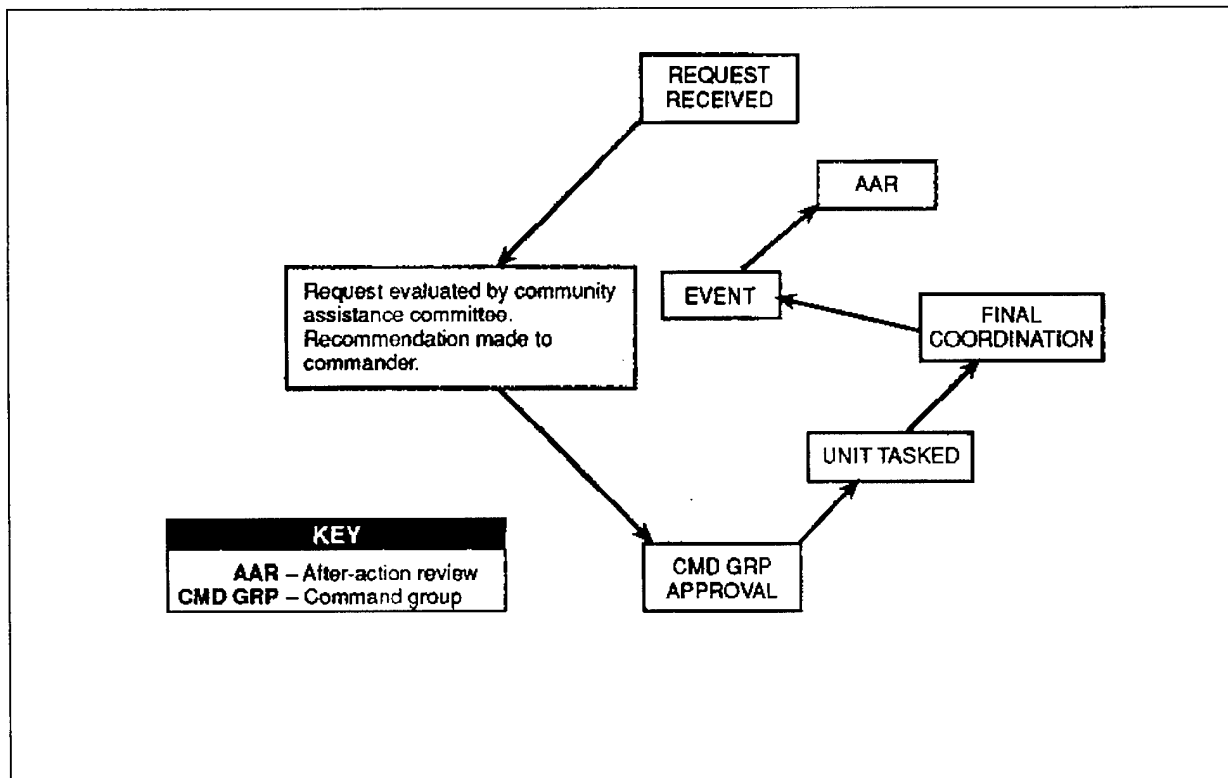 REQUEST
RECEIVED
Request evaluated by community
assistance committee.
Recommendation made to
commander.
CMD GRP
APPROVAL
UNIT TASKED
FINAL
COORDINATION
EVENT
AAR
KEY
AAR – After-action review
CMD GRP – Command group